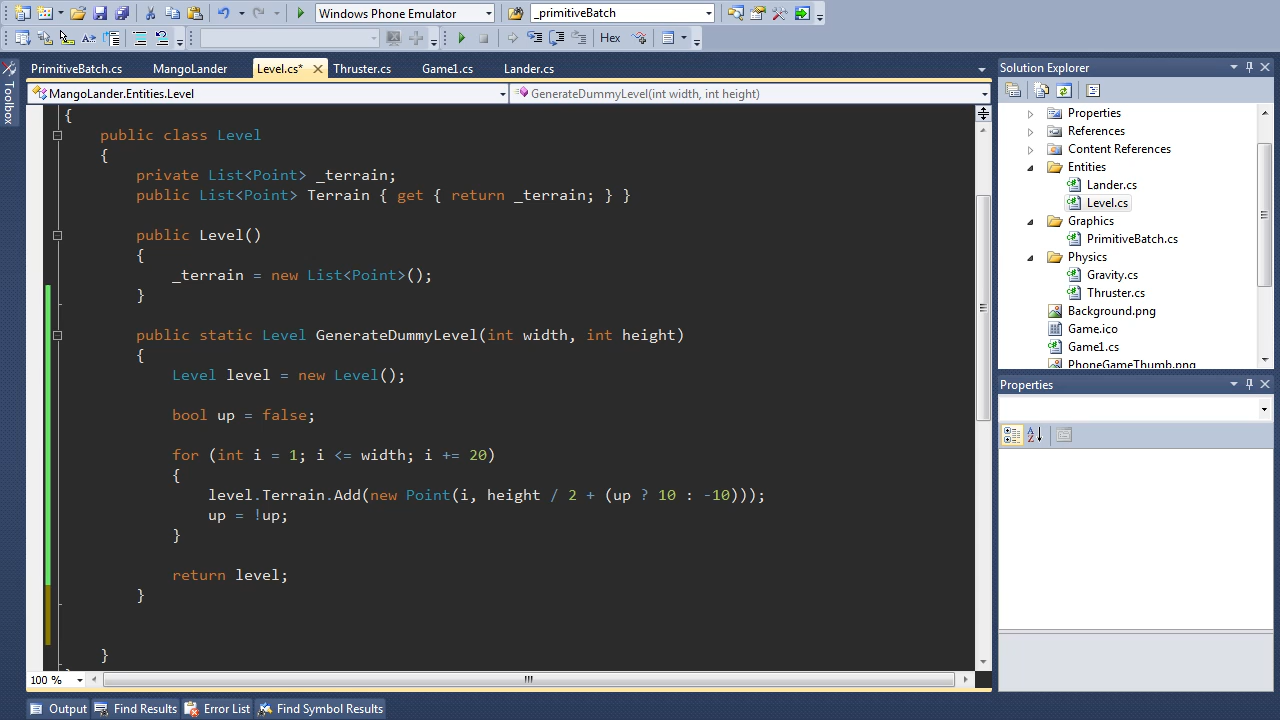 Windows Phone Emulator
_primitiveBatch
Hex
PrimitiveBatch.cs
MangoLander
Level.cs*
Thruster.cs
Game1.cs
Lander.cs
Toolbox
MangoLander.Entities.Level
GenerateDummyLevel(int width, int height)
{
public class Level
{
private List<Point> _terrain;
public List<Point> Terrain { get { return _terrain; } }
public Level()
{
_terrain = new List<Point>();
}
public static Level GenerateDummyLevel(int width, int height)
{
Level level = new Level();
bool up = false;
for (int i = 1; i <= width; i += 20)
{
level.Terrain.Add(new Point(i, height / 2 + (up ? 10 : -10)));
up = !up;
}
return level;
}
}
100 %
Solution Explorer
Properties
References
Content References
Entities
Lander.cs
Level.cs
Graphics
PrimitiveBatch.cs
Physics
Gravity.cs
Thruster.cs
Background.png
Game.ico
Game1.cs
PhoneGameThumb.png
Properties
Output
Find Results
Error List
Find Symbol Results